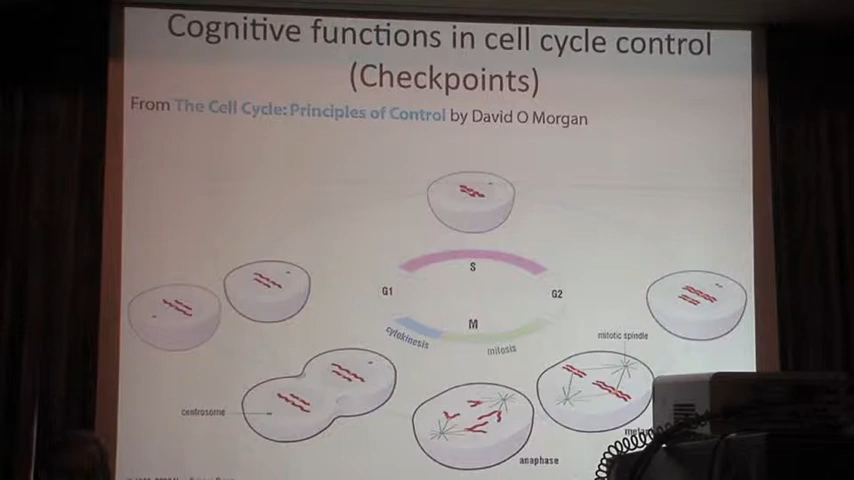 Cognitive functions in cell cycle control
(Checkpoints)
From The Cell Cycle: Principles of Control by David O Morgan
S
G1
G2
M
cytokinesis
mitosis
mitotic spindle
centrosome
anaphase